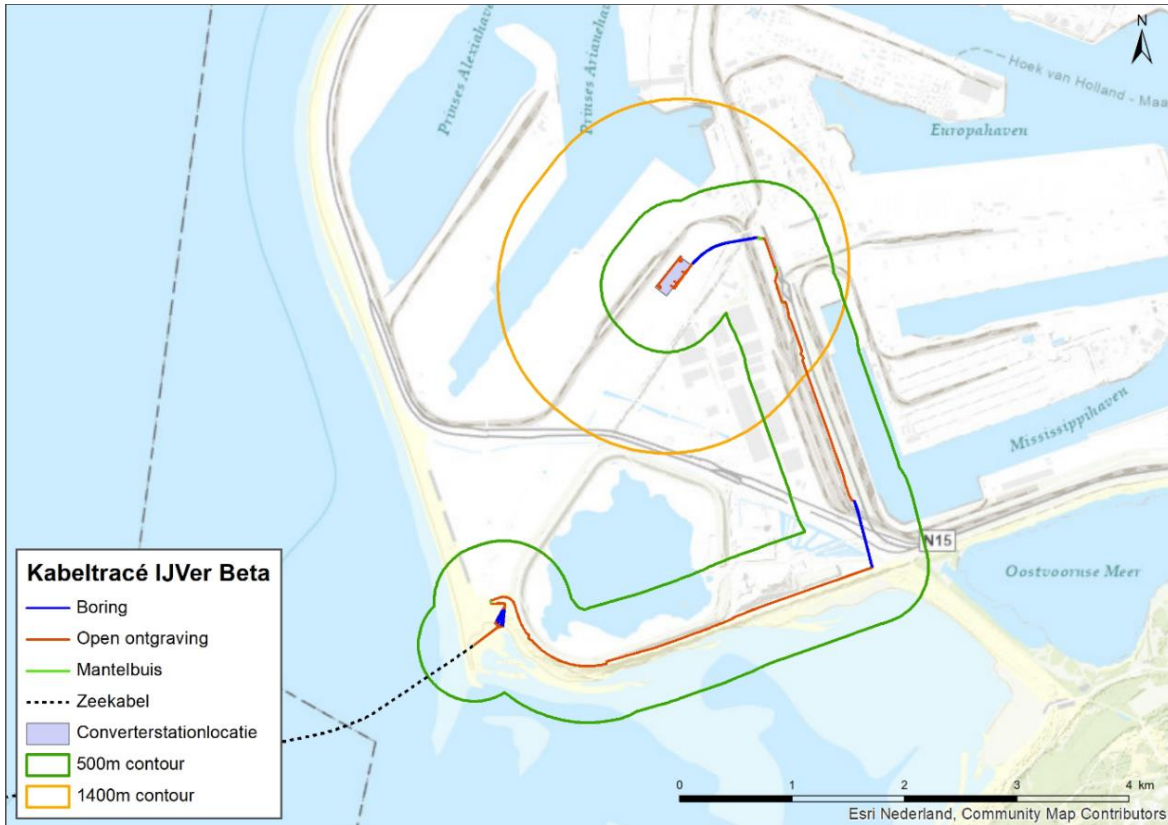 Prinses Alexiahaven
Prinses Arianehaven
N
Hoek van Holland - Maa
Europahaven
Mississippihaven
N15
Oostvoornse Meer
Kabeltracé IJVer Beta
Boring
Open ontgraving
Mantelbuis
Zeekabel
Converterstationlocatie
500m contour
1400m contour
0 1 2 3 4 km
Esri Nederland, Community Map Contributors